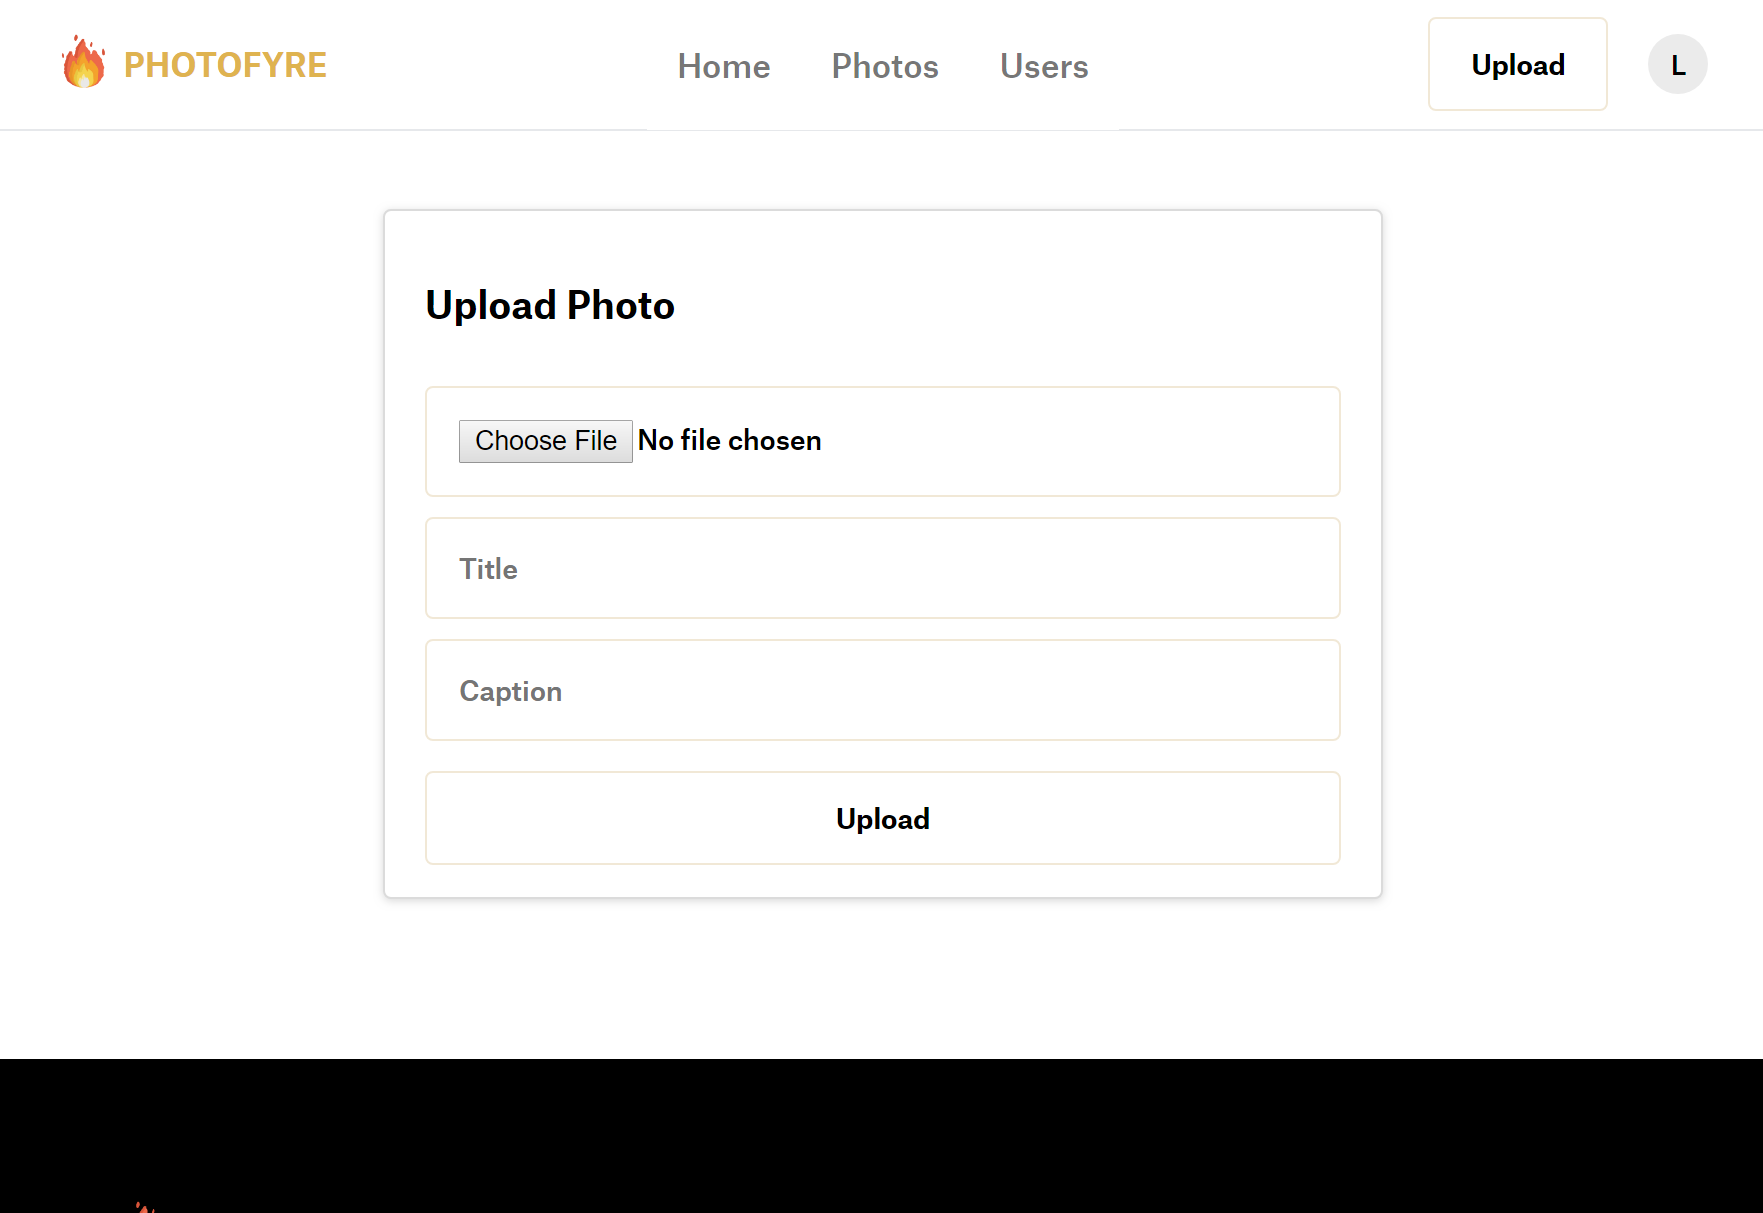 PHOTOFYRE
Home Photos Users
Upload
L
Upload Photo
Choose File No file chosen
Title
Caption
Upload